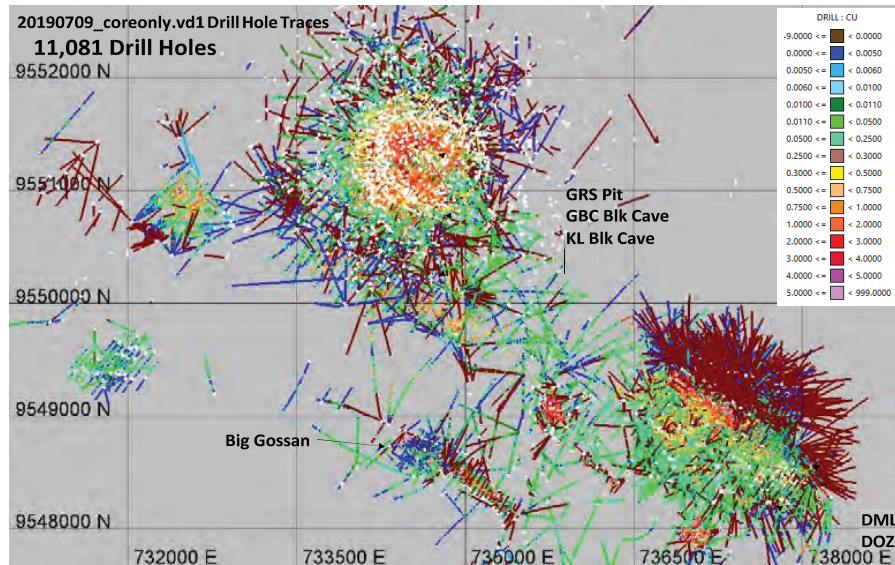 20190709_coreonly.vd1 Drill Hole Traces
11,081 Drill Holes
DRILL : CU
-9.0000 <= < 0.0000
0.0000 <= < 0.0050
0.0050 <= < 0.0060
0.0060 <= < 0.0100
0.0100 <= < 0.0110
0.0110 <= < 0.0500
0.0500 <= < 0.2500
0.2500 <= < 0.3000
0.3000 <= < 0.5000
0.5000 <= < 0.7500
0.7500 <= < 1.0000
1.0000 <= < 2.0000
2.0000 <= < 3.0000
3.0000 <= < 4.0000
4.0000 <= < 5.0000
5.0000 <= < 999.0000
9552000 N
9551000 N
GRS Pit
GBC Blk Cave
KL Blk Cave
9550000 N
9549000 N
Big Gossan
9548000 N
DML
DOZ
732000 E
733500 E
736000 E
736500 E
738000 E